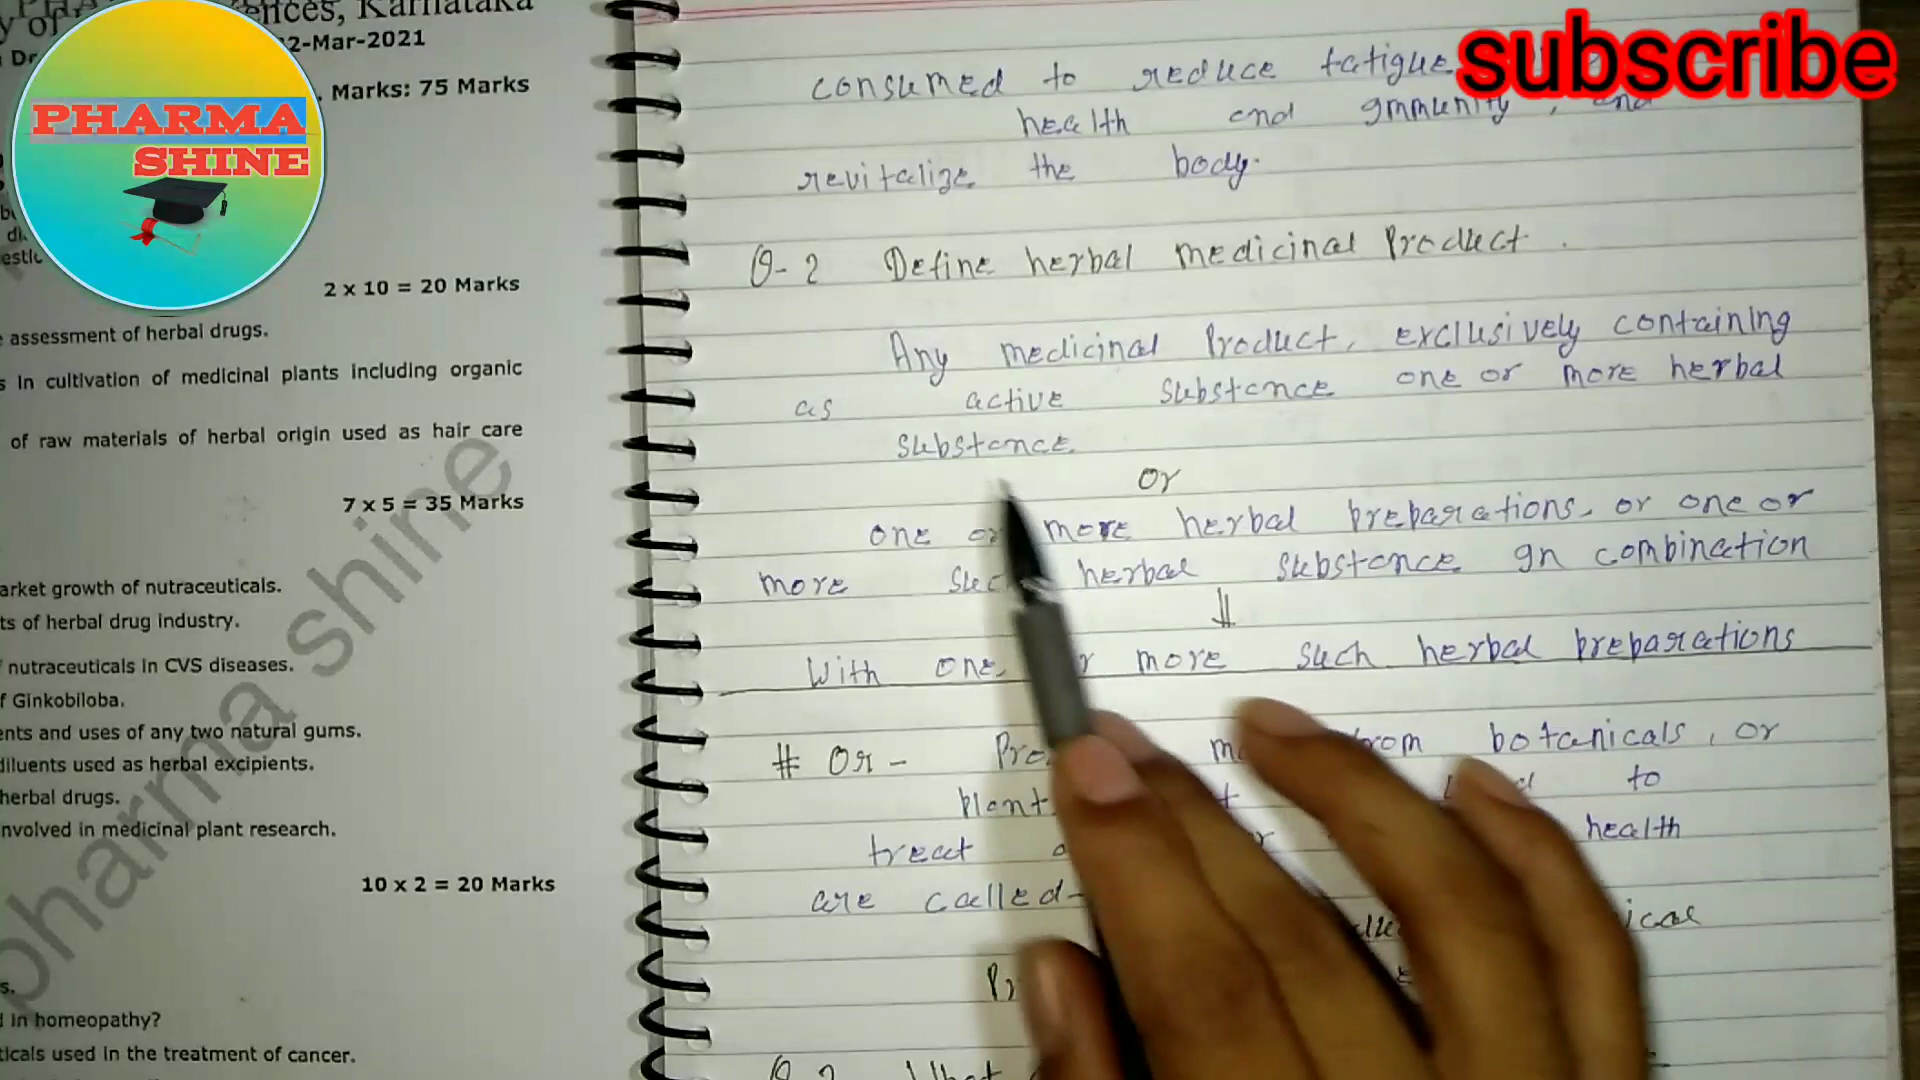 ences, Karnataka
2-Mar-2021
. Marks: 75 Marks
PHARMA
SHINE
2 x 10 = 20 Marks
assessment of herbal drugs.
in cultivation of medicinal plants including organic
of raw materials of herbal origin used as hair care
7 x 5 = 35 Marks
arket growth of nutraceuticals.
ts of herbal drug industry.
nutraceuticals in CVS diseases.
f Ginkobiloba.
ents and uses of any two natural gums.
diluents used as herbal excipients.
herbal drugs.
nvolved in medicinal plant research.
10 x 2 = 20 Marks
s.
d in homeopathy?
ticals used in the treatment of cancer.
pharma shine
subscribe
consumed to reduce fatigue
health and immunity, and
revitalize the body.
Q-2 Define herbal medicinal Product.
Any medicinal Product, exclusively containing
as active substance one or more herbal
substance
or
one or more herbal preparations, or one or
more such herbal substance In combination
With one or more such herbal preparations
# Or - from botanicals, or
plant to
treat health
are called-